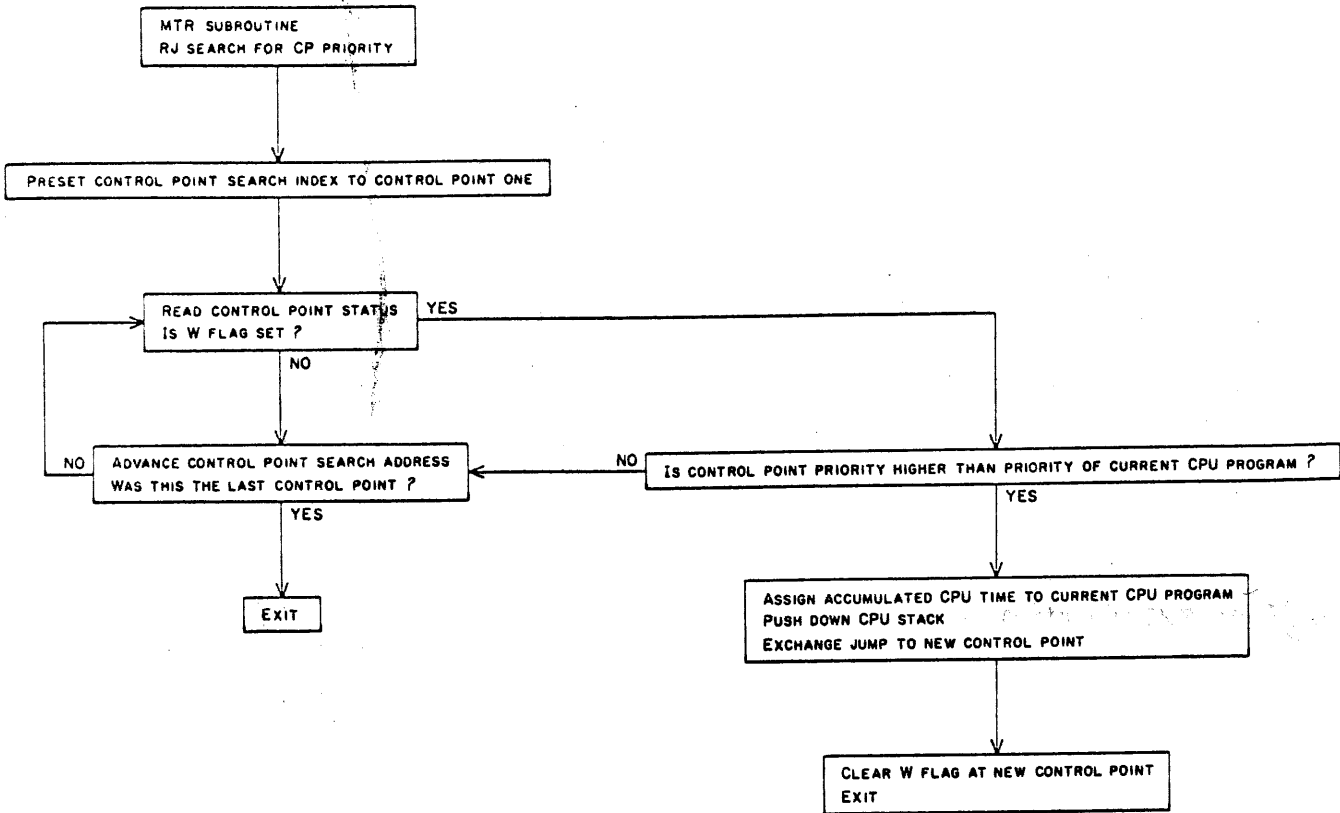 MTR SUBROUTINE
RJ SEARCH FOR CP PRIORITY
PRESET CONTROL POINT SEARCH INDEX TO CONTROL POINT ONE
READ CONTROL POINT STATUS
IS W FLAG SET ?
YES
NO
ADVANCE CONTROL POINT SEARCH ADDRESS
WAS THIS THE LAST CONTROL POINT ?
NO
YES
EXIT
IS CONTROL POINT PRIORITY HIGHER THAN PRIORITY OF CURRENT CPU PROGRAM ?
NO
YES
ASSIGN ACCUMULATED CPU TIME TO CURRENT CPU PROGRAM
PUSH DOWN CPU STACK
EXCHANGE JUMP TO NEW CONTROL POINT
CLEAR W FLAG AT NEW CONTROL POINT
EXIT